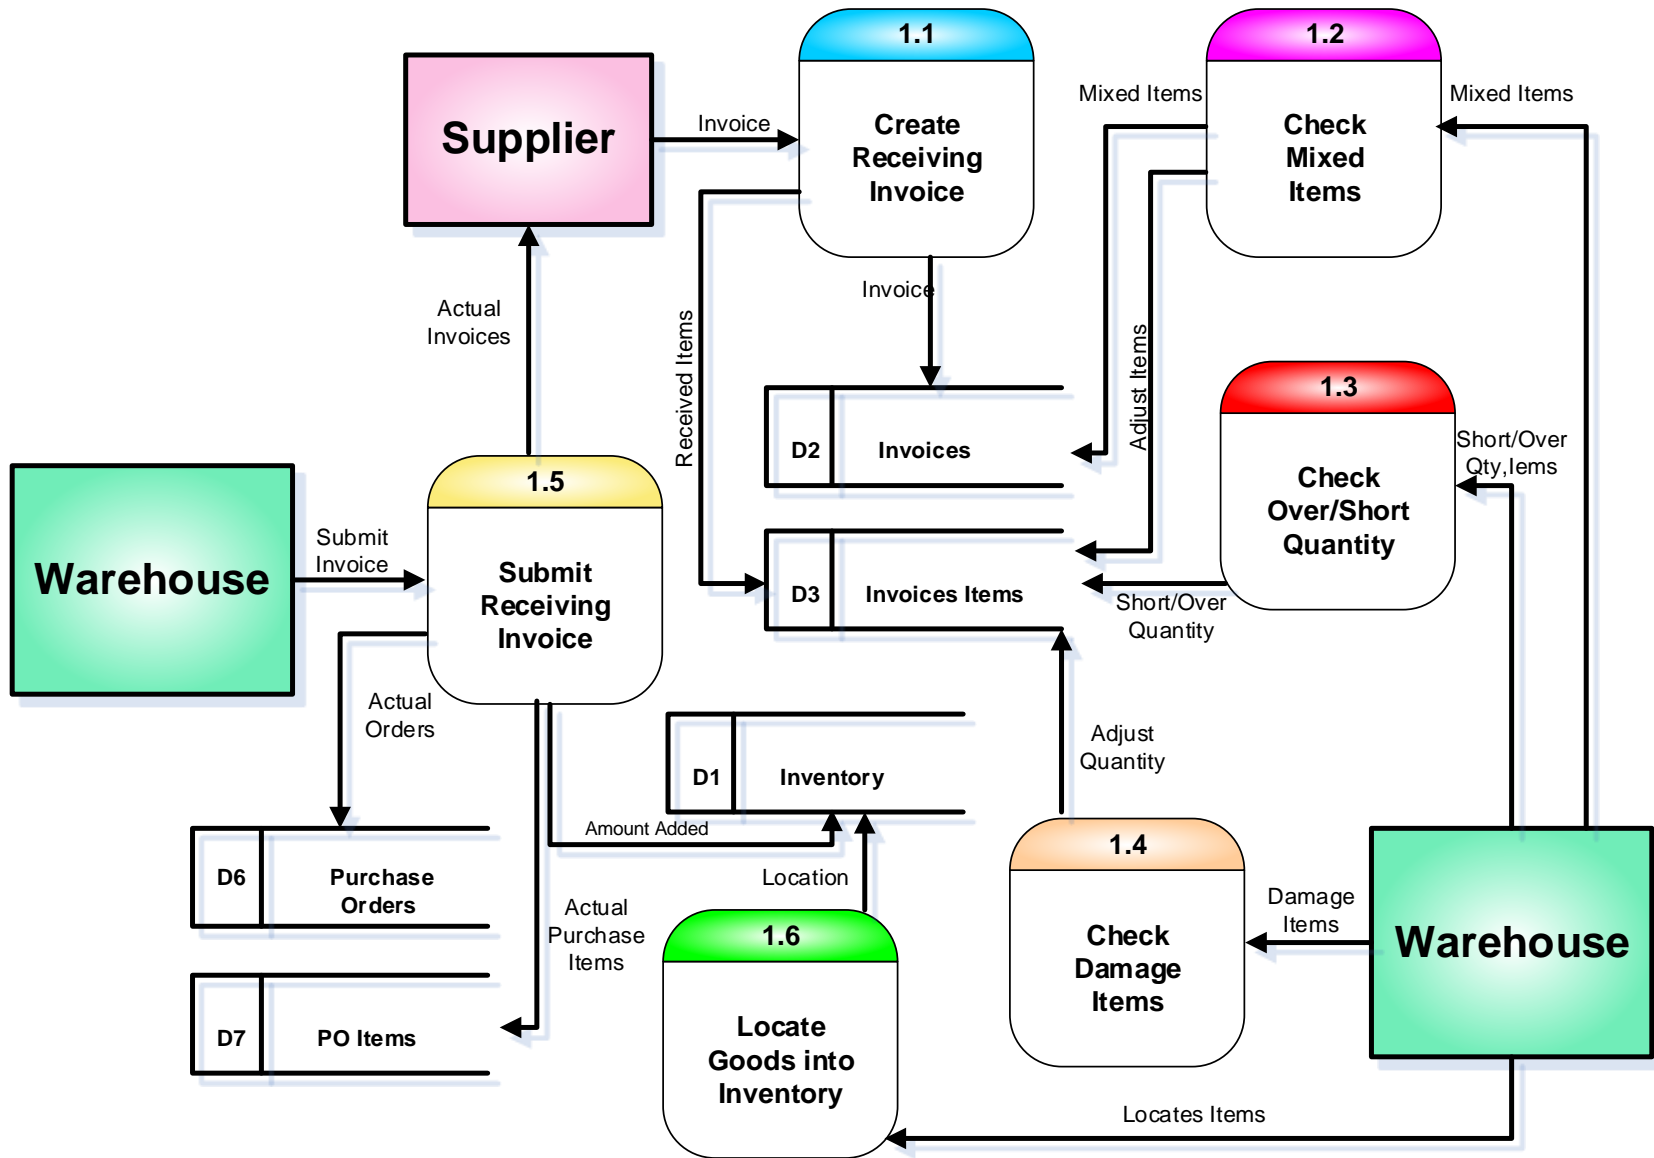 1.1
1.2
Supplier
Invoice
Create
Receiving
Invoice
Mixed Items
Check
Mixed
Items
Mixed Items
Actual
Invoices
Invoice
Received Items
Adjust Items
1.3
Check
Over/Short
Quantity
Short/Over
Qty,Iems
D2
Invoices
1.5
Submit
Receiving
Invoice
Warehouse
Submit
Invoice
D3
Invoices Items
Short/Over
Quantity
Actual
Orders
D1
Inventory
Adjust
Quantity
Amount Added
Location
1.4
Check
Damage
Items
Damage
Items
Warehouse
D6
Purchase
Orders
Actual
Purchase
Items
1.6
Locate
Goods into
Inventory
D7
PO Items
Locates Items